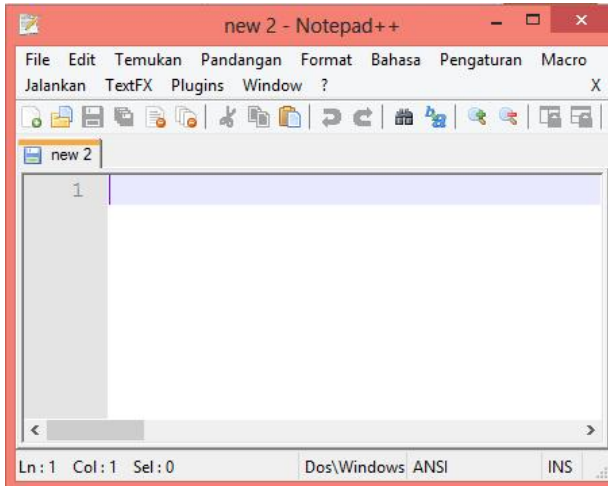 new 2 - Notepad++
File Edit Temukan Pandangan Format Bahasa Pengaturan Macro
Jalankan TextFX Plugins Window ? X
new 2
1
Ln : 1 Col : 1 Sel : 0 Dos\Windows ANSI INS